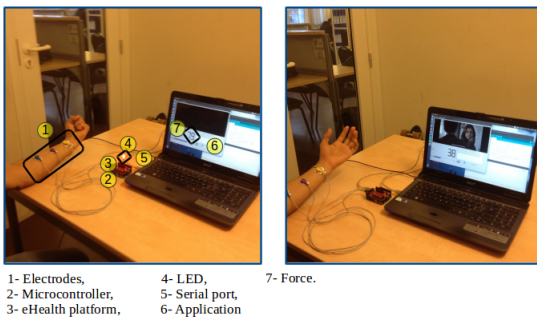 1
4
7
5
6
3
2
38
1- Electrodes,
2- Microcontroller,
3- eHealth platform,
4- LED,
5- Serial port,
6- Application
7- Force.